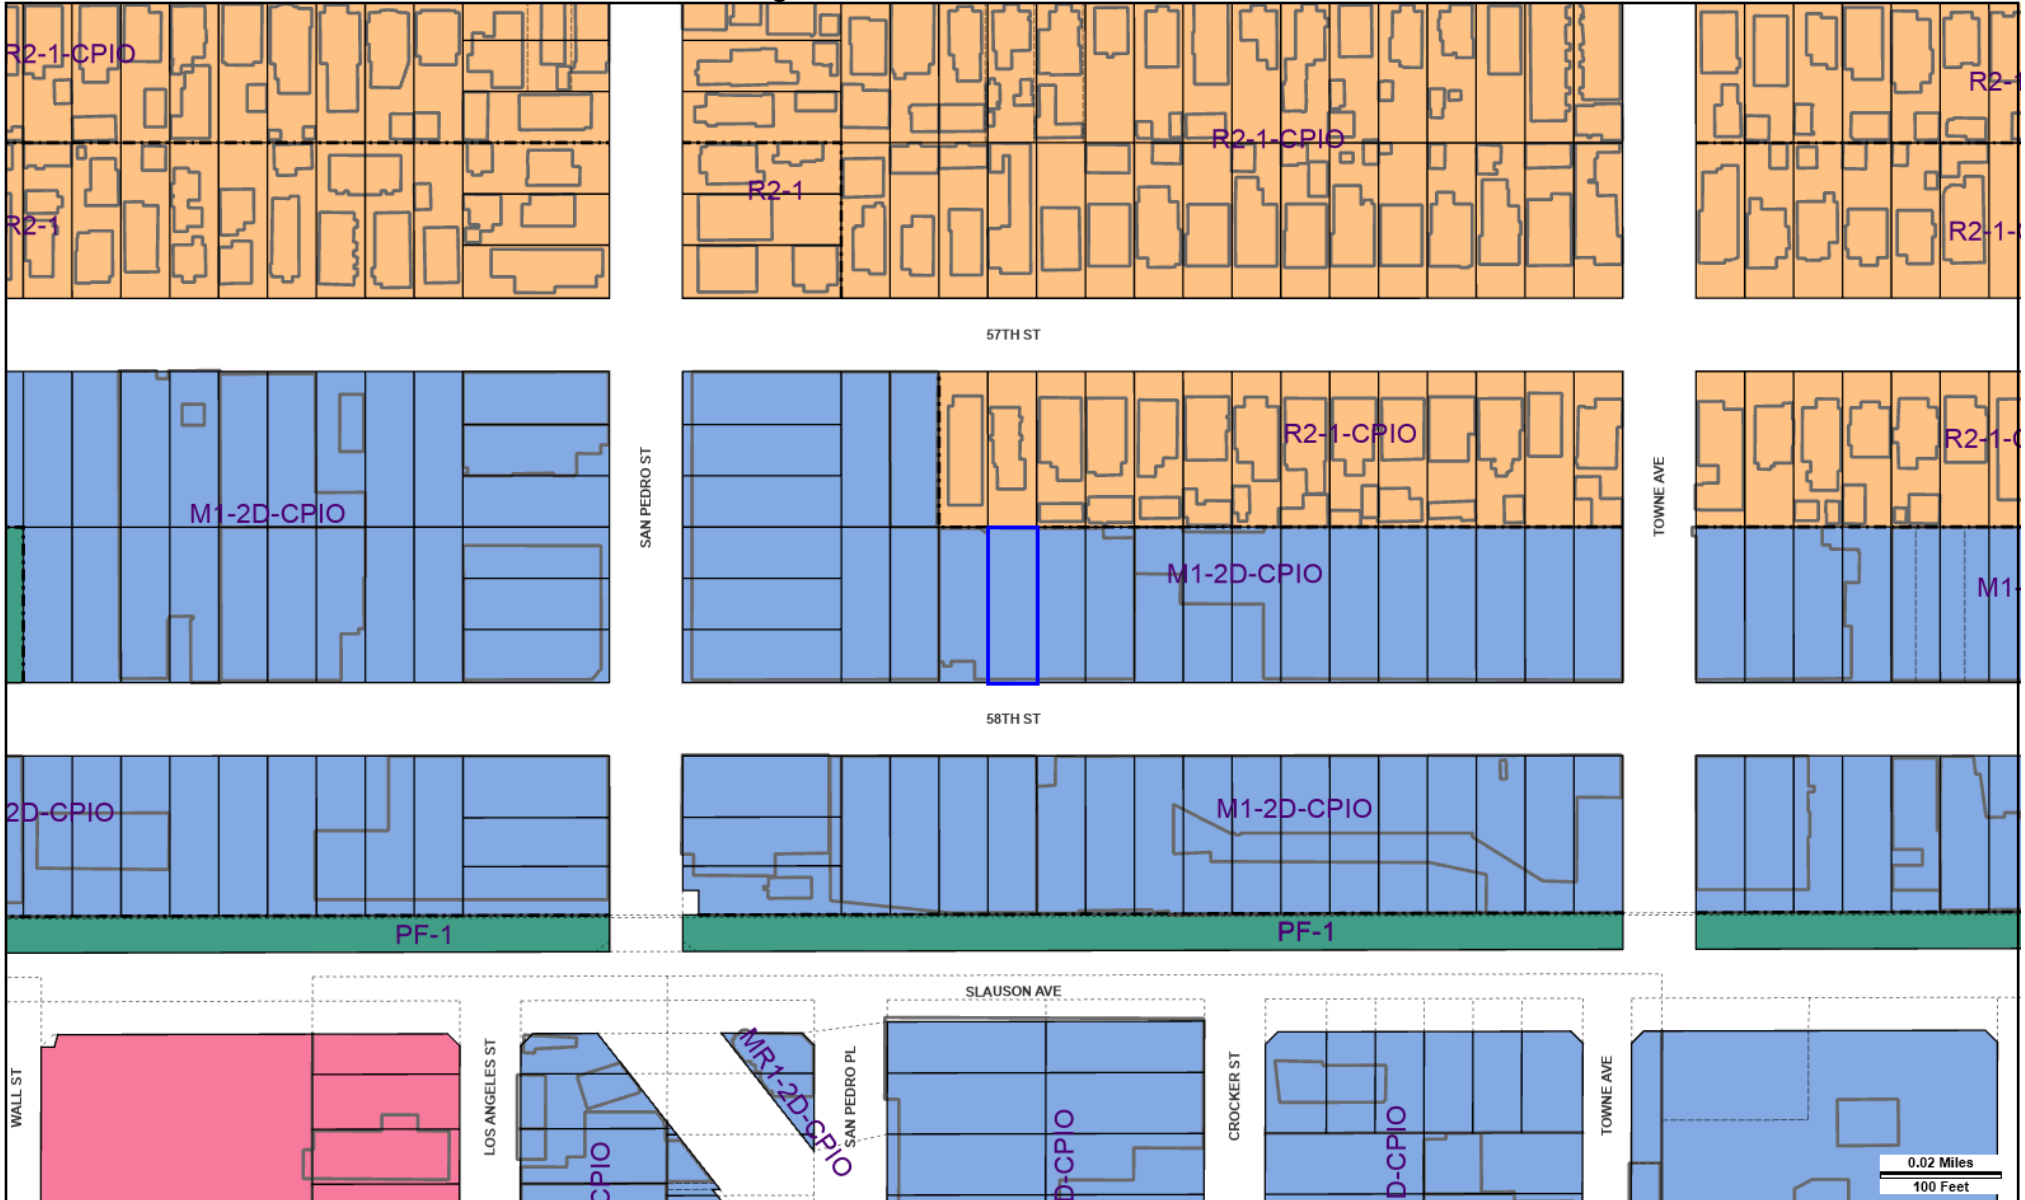 R2-1-CPIO
R2-1
R2-1-CPIO
R2-1
R2-1
R2-1-
57TH ST
R2-1-CPIO
R2-1-C
M1-2D-CPIO
SAN PEDRO ST
TOWNE AVE
M1-2D-CPIO
M1-
58TH ST
2D-CPIO
M1-2D-CPIO
PF-1
PF-1
SLAUSON AVE
WALL ST
LOS ANGELES ST
CPIO
MR1-2D-CPIO
SAN PEDRO PL
D-CPIO
CROCKER ST
D-CPIO
TOWNE AVE
0.02 Miles
100 Feet